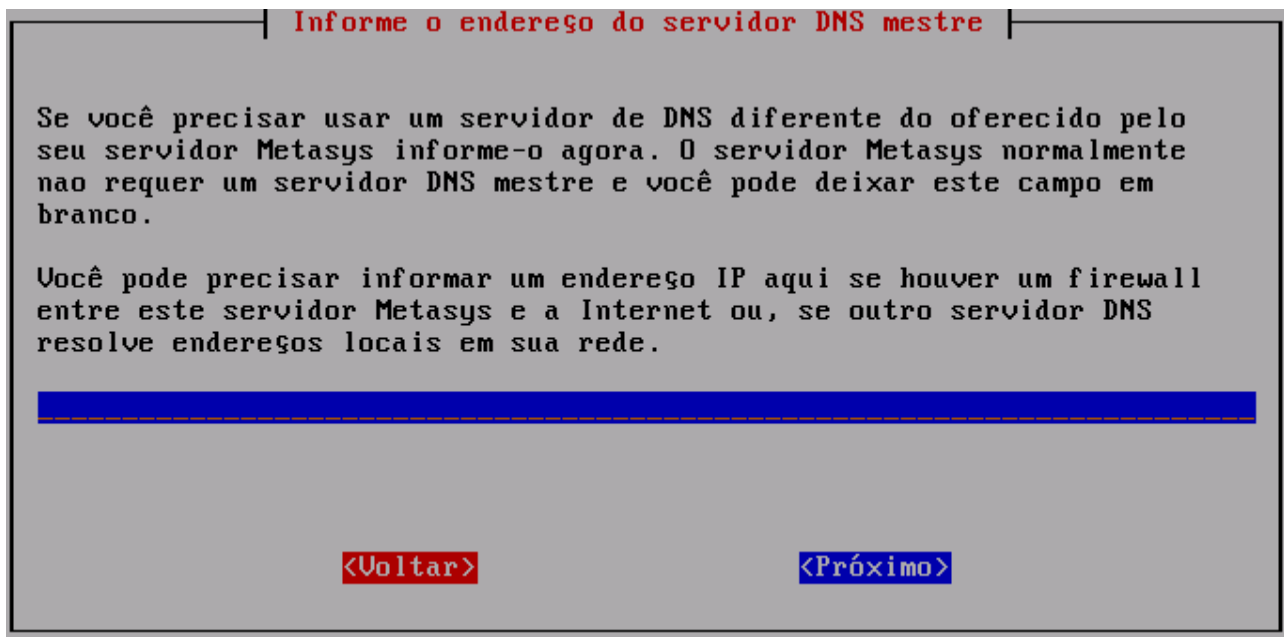 Informe o endereço do servidor DNS mestre
Se você precisar usar um servidor de DNS diferente do oferecido pelo
seu servidor Metasys informe-o agora. O servidor Metasys normalmente
nao requer um servidor DNS mestre e você pode deixar este campo em
branco.
Você pode precisar informar um endereço IP aqui se houver um firewall
entre este servidor Metasys e a Internet ou, se outro servidor DNS
resolve endereços locais em sua rede.
<Voltar> <Próximo>